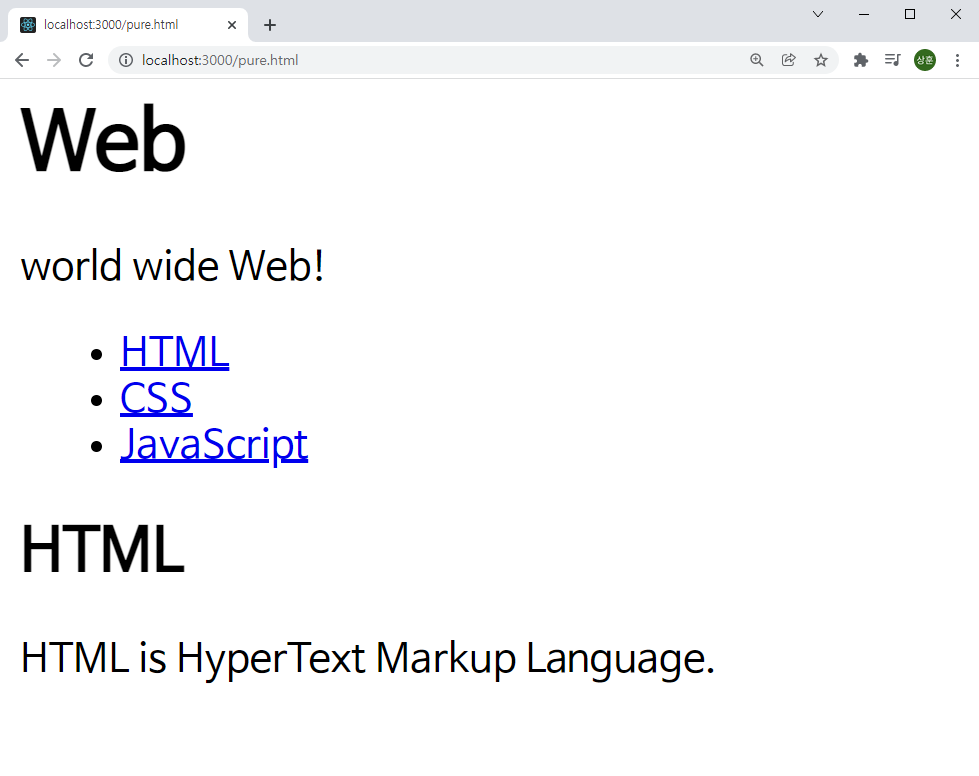 localhost:3000/pure.html
localhost:3000/pure.html
상훈
Web
world wide Web!
HTML
CSS
JavaScript
HTML
HTML is HyperText Markup Language.